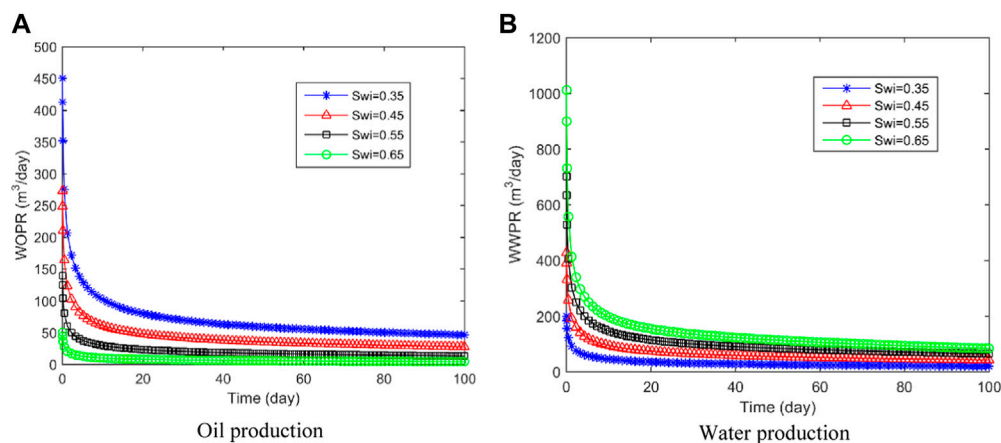 A
WOPR (m³/day)
500
450
400
350
300
250
200
150
100
50
0
Swi=0.35
Swi=0.45
Swi=0.55
Swi=0.65
0 20 40 60 80 100
Time (day)
Oil production
B
WWPR (m³/day)
1200
1000
800
600
400
200
0
Swi=0.35
Swi=0.45
Swi=0.55
Swi=0.65
0 20 40 60 80 100
Time (day)
Water production